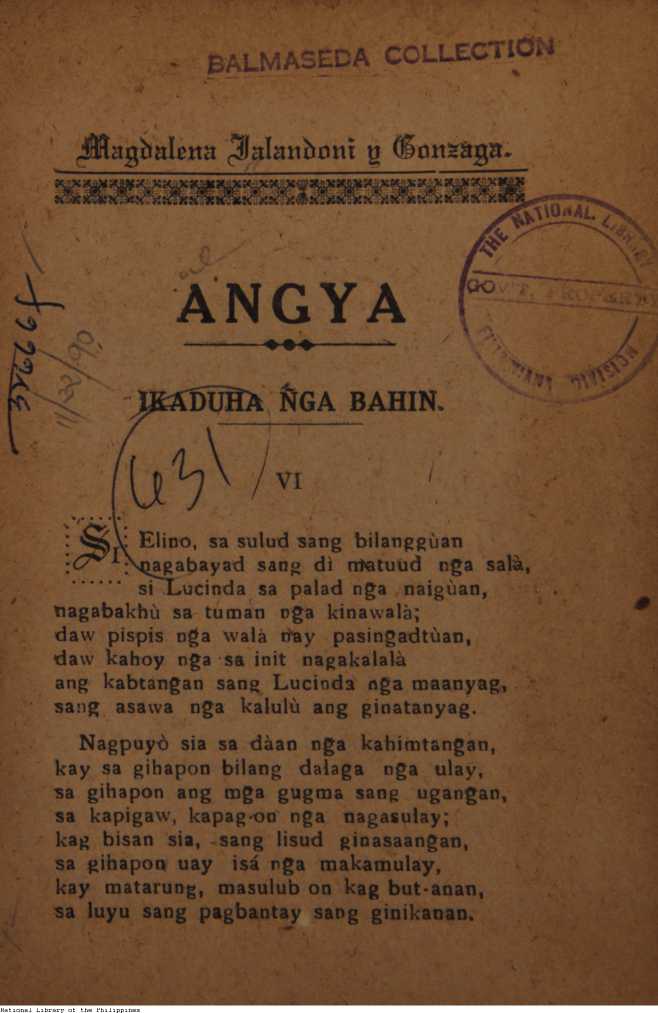 BALMASEDA COLLECTION
Magdalena Jalandoni y Gonzaga.
THE NATIONAL LIBRARY
GOV'T. PROPERTY
ANGYA
IKADUHA ÑGA BAHIN.
631
VI
Si Elino, sa sulud sang bilanggùan
nagabayad sang dì matuud nga salà,
si Lucinda sa palad nga naigùan,
nagabakhù sa tuman nga kinawalà;
daw pispis nga walà nay pasingadtùan,
daw kahoy nga sa init nagakalalà
ang kabtangan sang Lucinda nga maanyag,
sang asawa nga kalulù ang ginatanyag.
Nagpuyò sia sa dàan nga kahimtangan,
kay sa gihapon bilang dalaga nga ulay,
sa gihapon ang mga gugma sang ugangan,
sa kapigaw, kapag-on nga nagasulay;
kag bisan sia, sang lisud ginasaangan,
sa gihapon uay isá nga makamulay,
kay matarung, masulub on kag but-anan,
sa luyu sang pagbantay sang ginikanan.
National Library of the Philippines